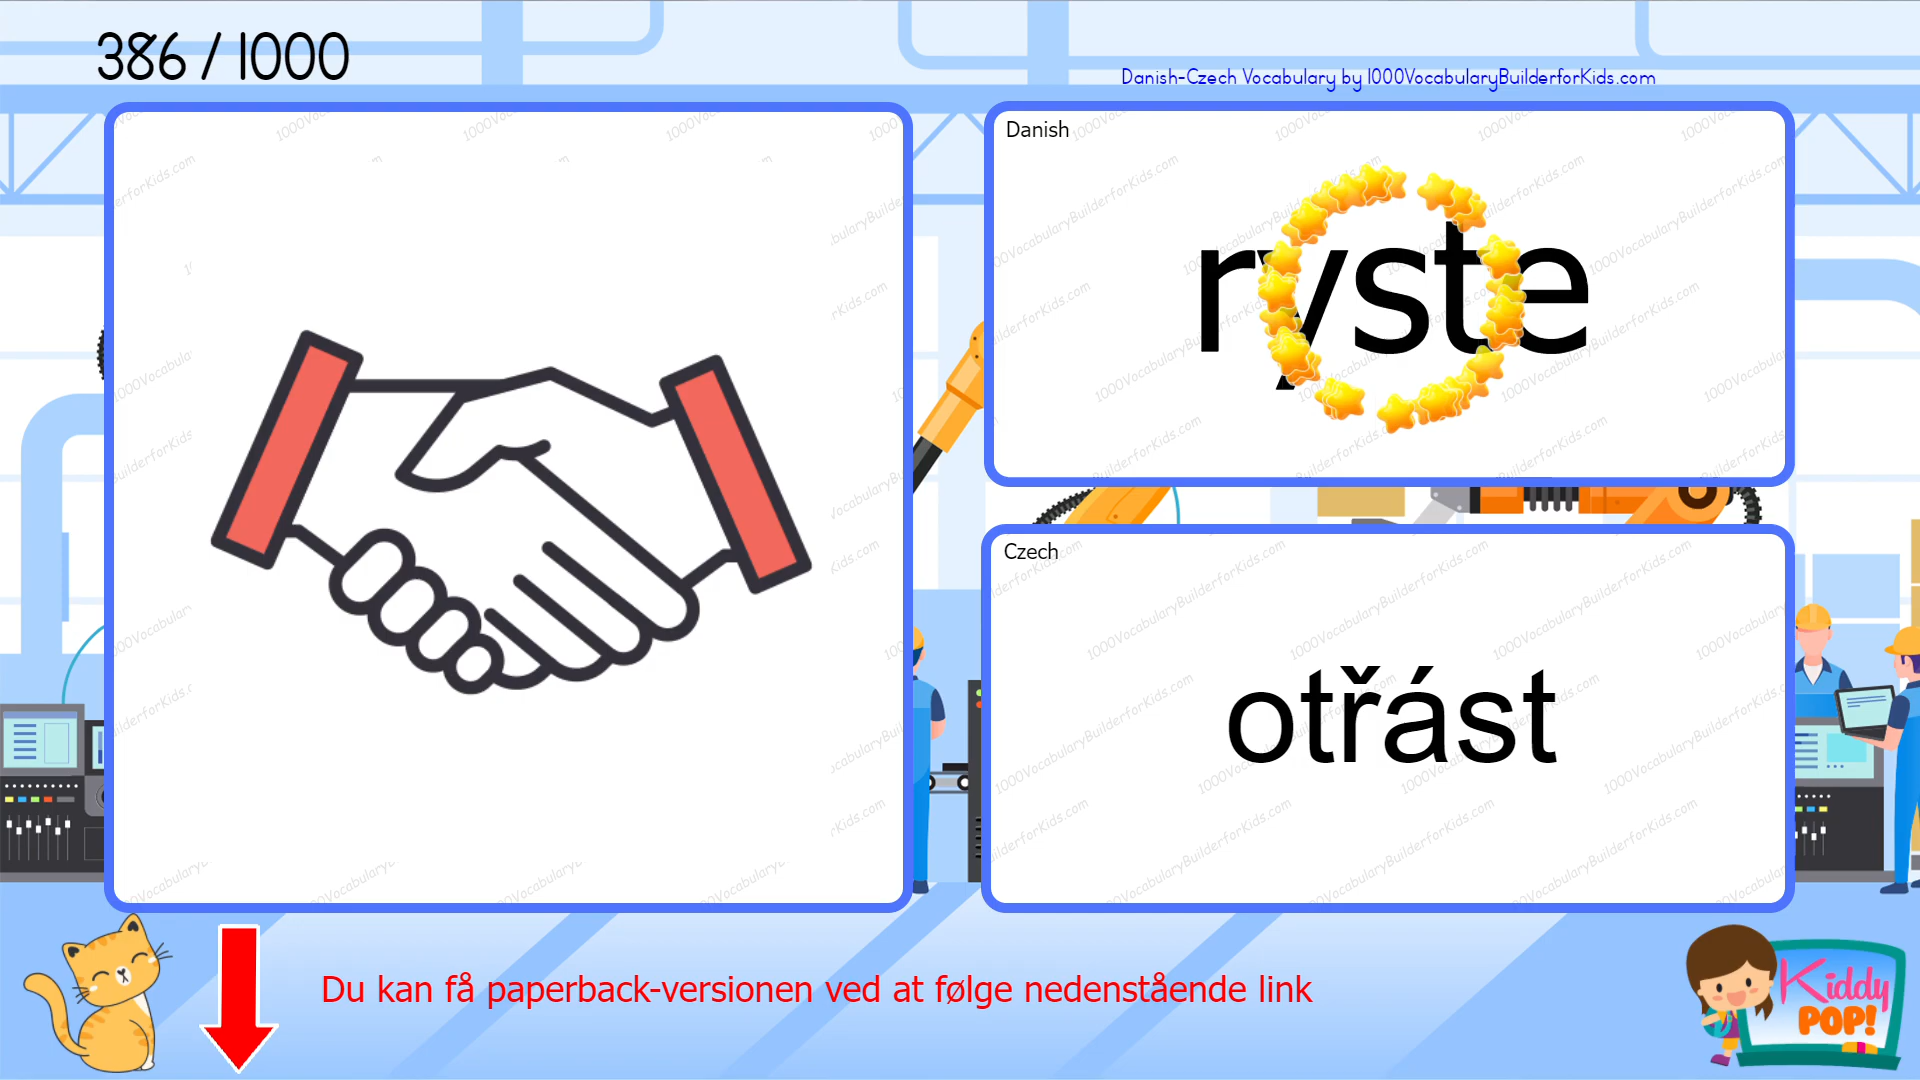 386 / 1000
Danish-Czech Vocabulary by 1000VocabularyBuilderforKids.com
Danish
ryste
Czech
otřást
Du kan få paperback-versionen ved at følge nedenstående link
Kiddy
POP!